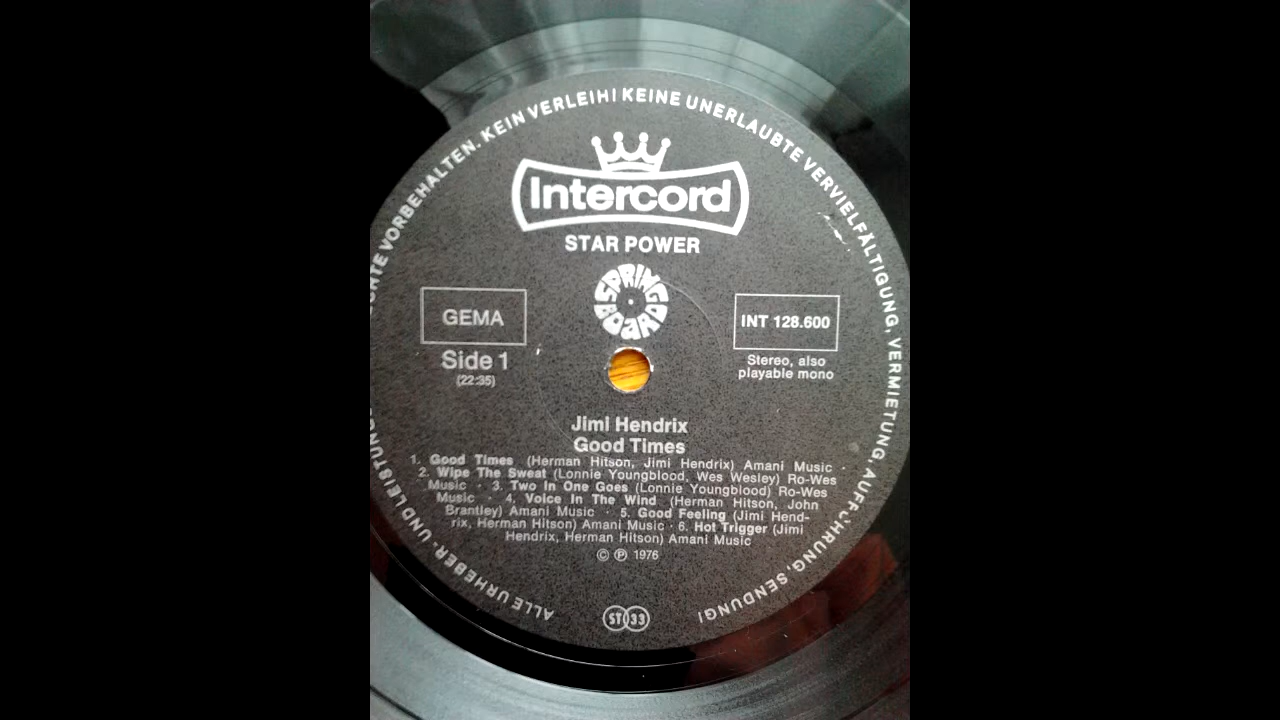 ALLE URHEBER- UND LEISTUN
HTE VORBEHALTEN. KEIN VERLEIH! KEINE UNERLAUBTE VERVIELFÄLTIGUNG, VERMIETUNG, AUFFÜHRUNG, SENDUNG!
Intercord
STAR POWER
SPRING
BOARD
GEMA
INT 128.600
Side 1
(22:35)
Stereo, also
playable mono
Jimi Hendrix
Good Times
1. Good Times (Herman Hitson, Jimi Hendrix) Amani Music ·
2. Wipe The Sweat (Lonnie Youngblood, Wes Wesley) Ro-Wes
Music · 3. Two In One Goes (Lonnie Youngblood) Ro-Wes
Music · 4. Voice In The Wind (Herman Hitson, John
Brantley) Amani Music · 5. Good Feeling (Jimi Hend-
rix, Herman Hitson) Amani Music · 6. Hot Trigger (Jimi
Hendrix, Herman Hitson) Amani Music
© ℗ 1976
ST 33